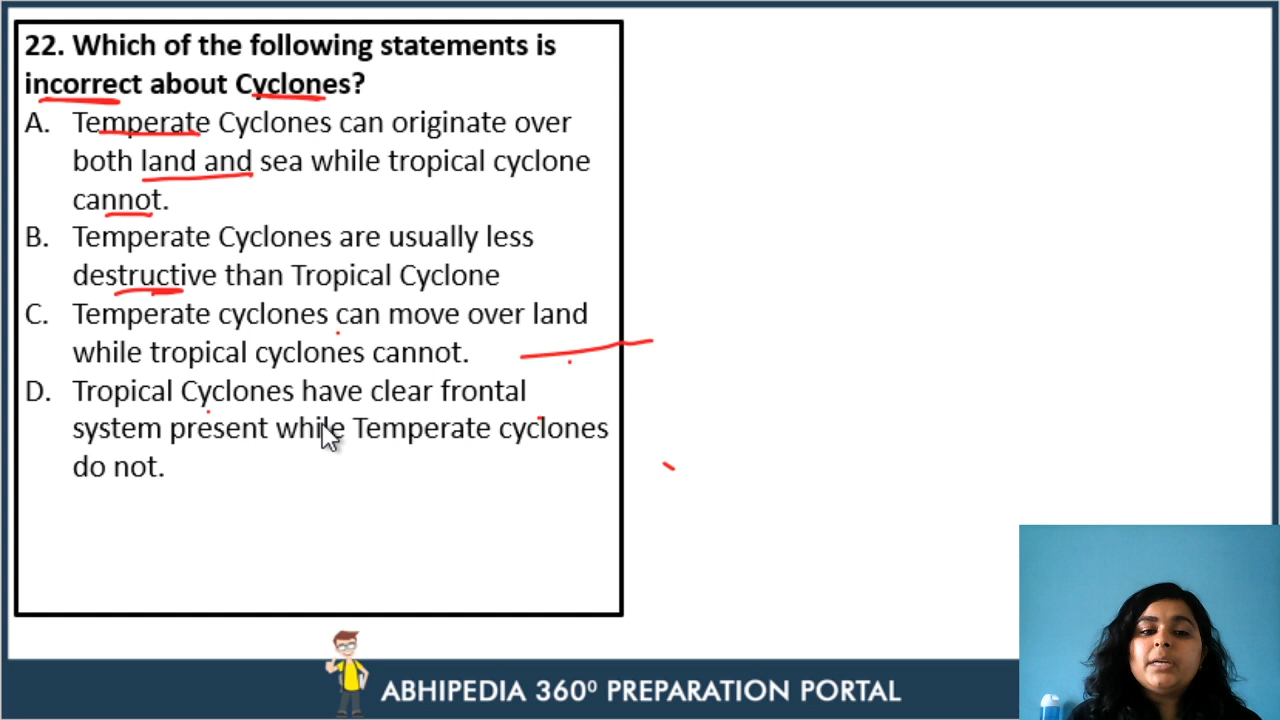 22. Which of the following statements is
incorrect about Cyclones?
A. Temperate Cyclones can originate over
both land and sea while tropical cyclone
cannot.
B. Temperate Cyclones are usually less
destructive than Tropical Cyclone
C. Temperate cyclones can move over land
while tropical cyclones cannot.
D. Tropical Cyclones have clear frontal
system present while Temperate cyclones
do not.
ABHIPEDIA 360⁰ PREPARATION PORTAL